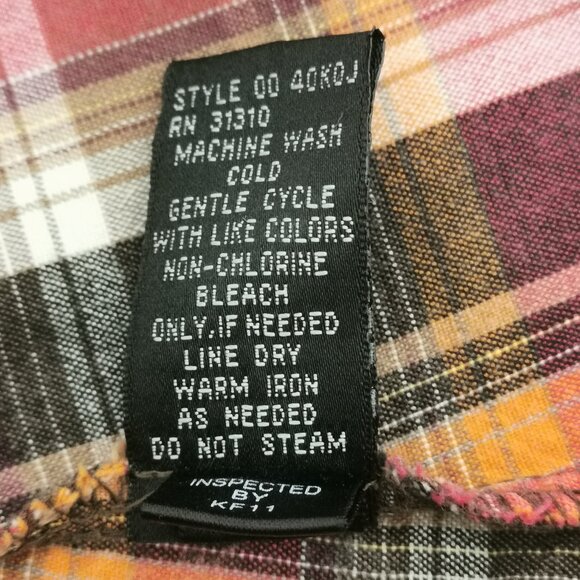 STYLE 00 40K0J
RN 31310
MACHINE WASH
COLD
GENTLE CYCLE
WITH LIKE COLORS
NON-CHLORINE
BLEACH
ONLY.IF NEEDED
LINE DRY
WARM IRON
AS NEEDED
DO NOT STEAM
INSPECTED
BY
KF11